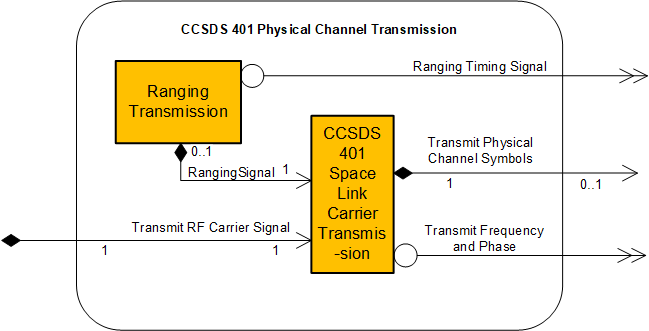 CCSDS 401 Physical Channel Transmission
Ranging Timing Signal
Ranging
Transmission
0..1
RangingSignal
1
CCSDS
401
Space
Link
Carrier
Transmis
-sion
Transmit Physical
Channel Symbols
1
0..1
Transmit RF Carrier Signal
1
1
Transmit Frequency
and Phase